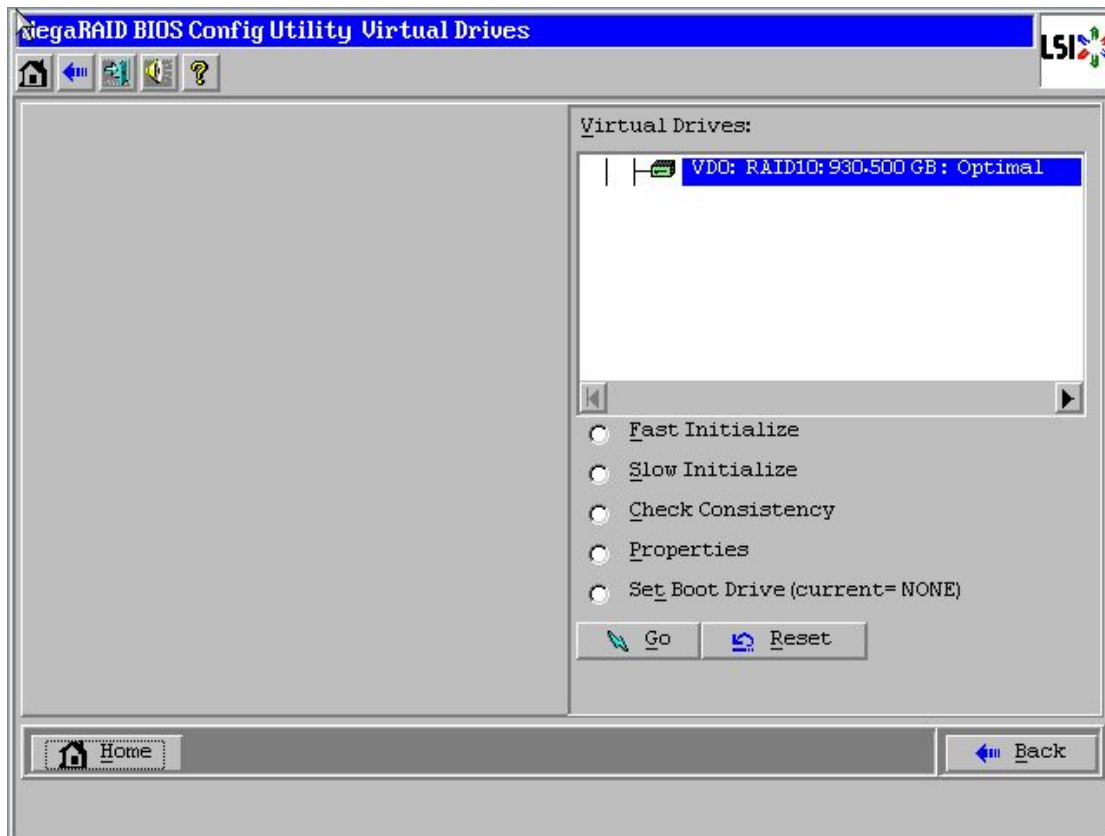 MegaRAID BIOS Config Utility Virtual Drives
LSI
Virtual Drives:
VD0: RAID10: 930.500 GB: Optimal
Fast Initialize
Slow Initialize
Check Consistency
Properties
Set Boot Drive (current= NONE)
Go
Reset
Home
Back